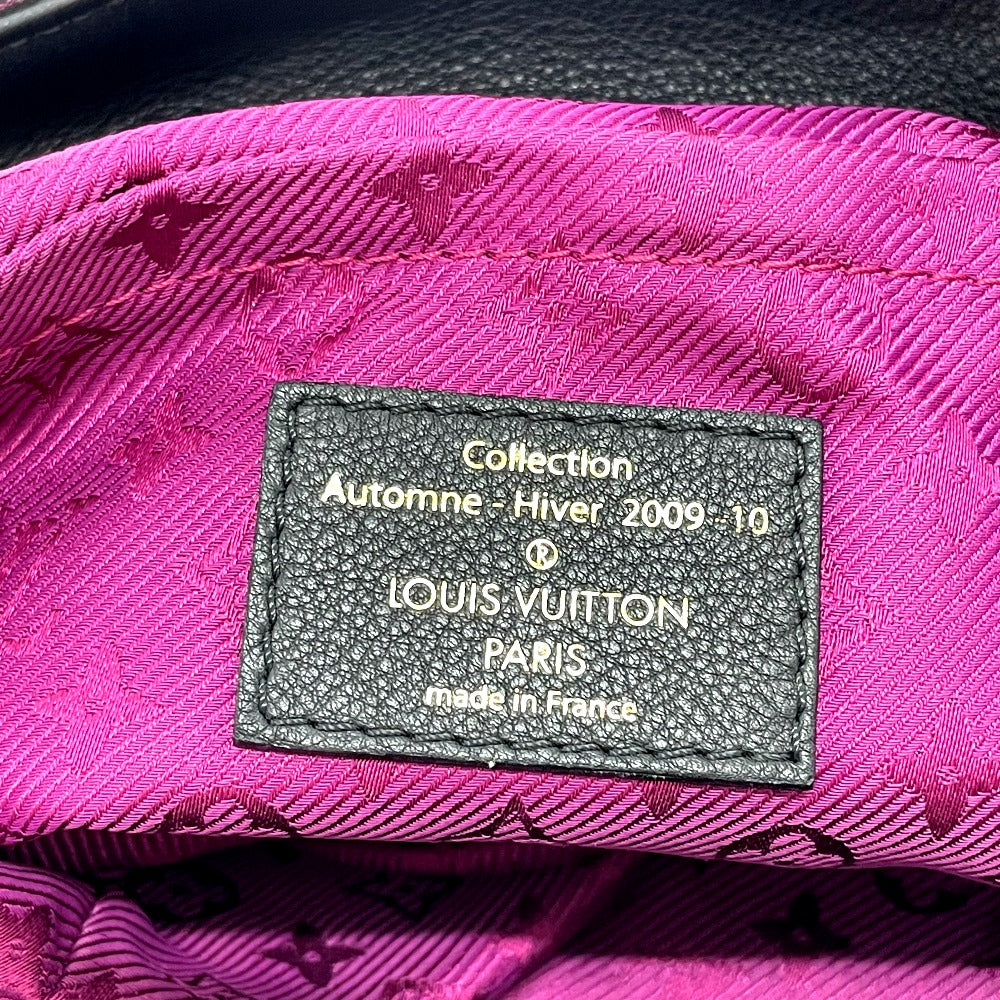 Collection
Automne - Hiver 2009 - 10
®
LOUIS VUITTON
PARIS
made in France